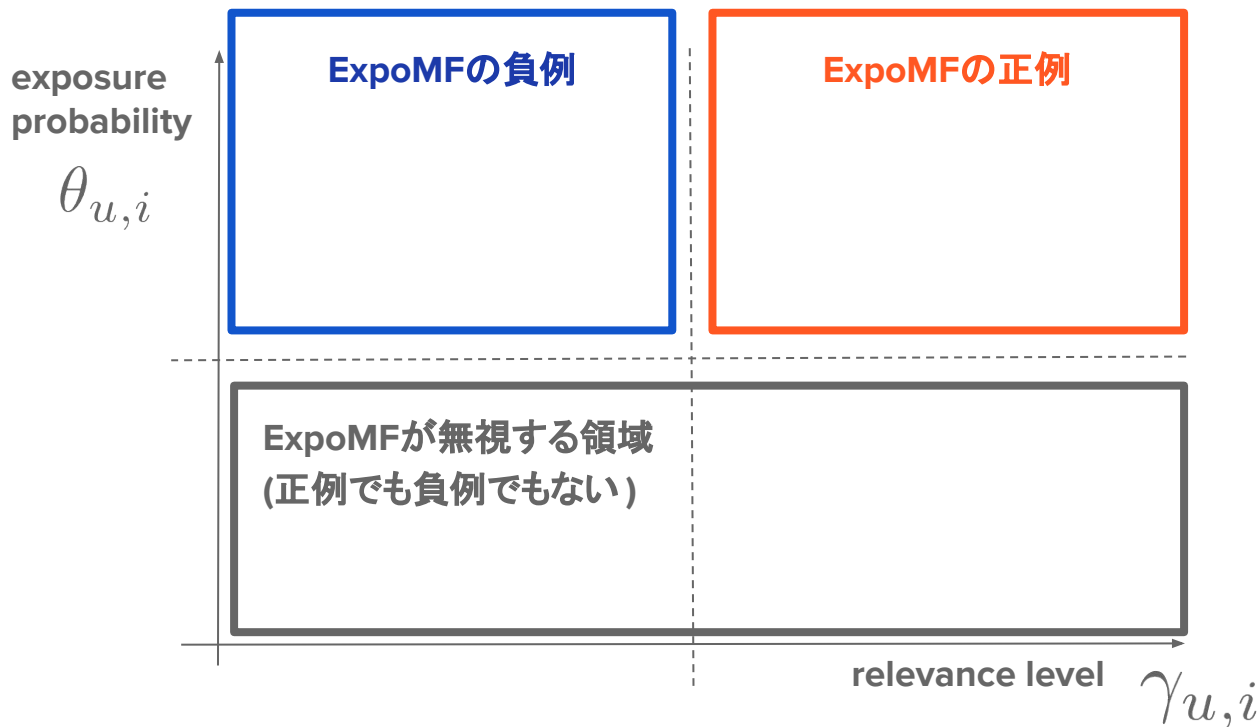 ExpoMFの負例
ExpoMFの正例
exposure
probability
θu,i
ExpoMFが無視する領域
(正例でも負例でもない)
relevance level γu,i